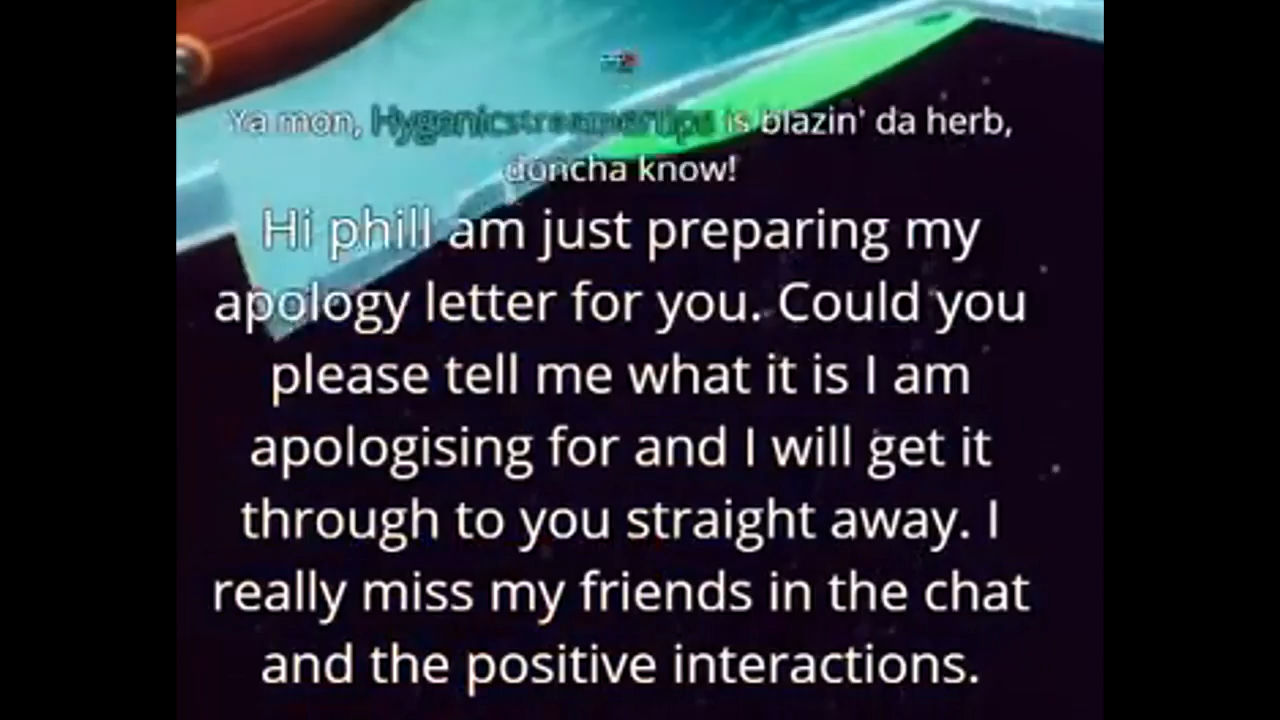 Ya mon, Hygenicstreamertips is blazin' da herb,
doncha know!
Hi phill am just preparing my
apology letter for you. Could you
please tell me what it is I am
apologising for and I will get it
through to you straight away. I
really miss my friends in the chat
and the positive interactions.